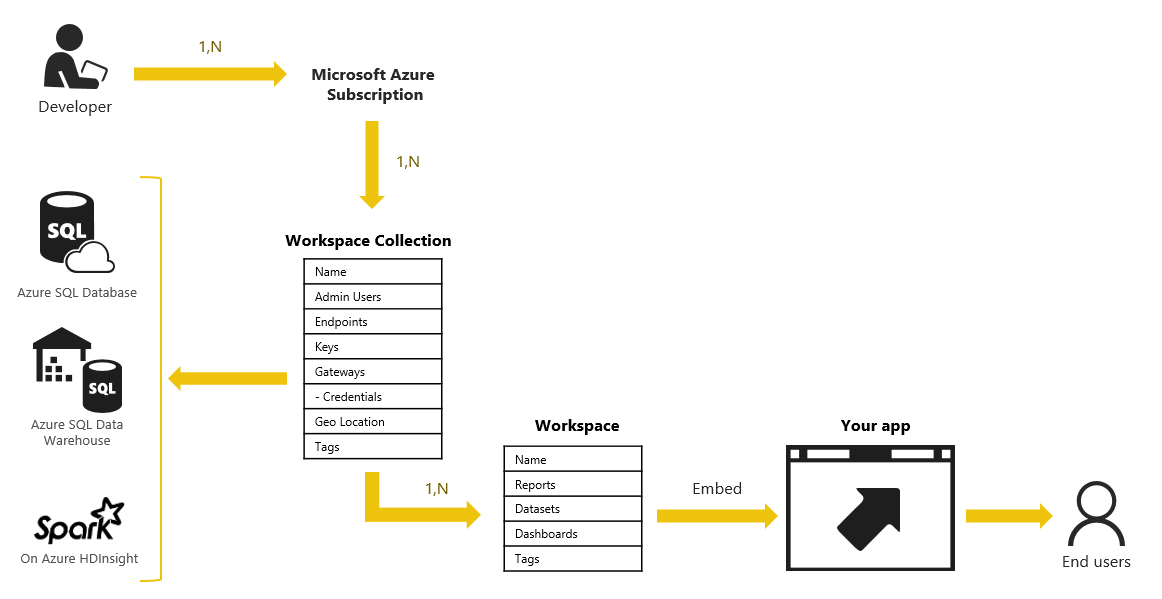 1,N
Developer
Microsoft Azure
Subscription
1,N
SQL
Azure SQL Database
SQL
Azure SQL Data
Warehouse
Spark
On Azure HDInsight
Workspace Collection
Name
Admin Users
Endpoints
Keys
Gateways
- Credentials
Geo Location
Tags
1,N
Workspace
Name
Reports
Datasets
Dashboards
Tags
Embed
Your app
End users